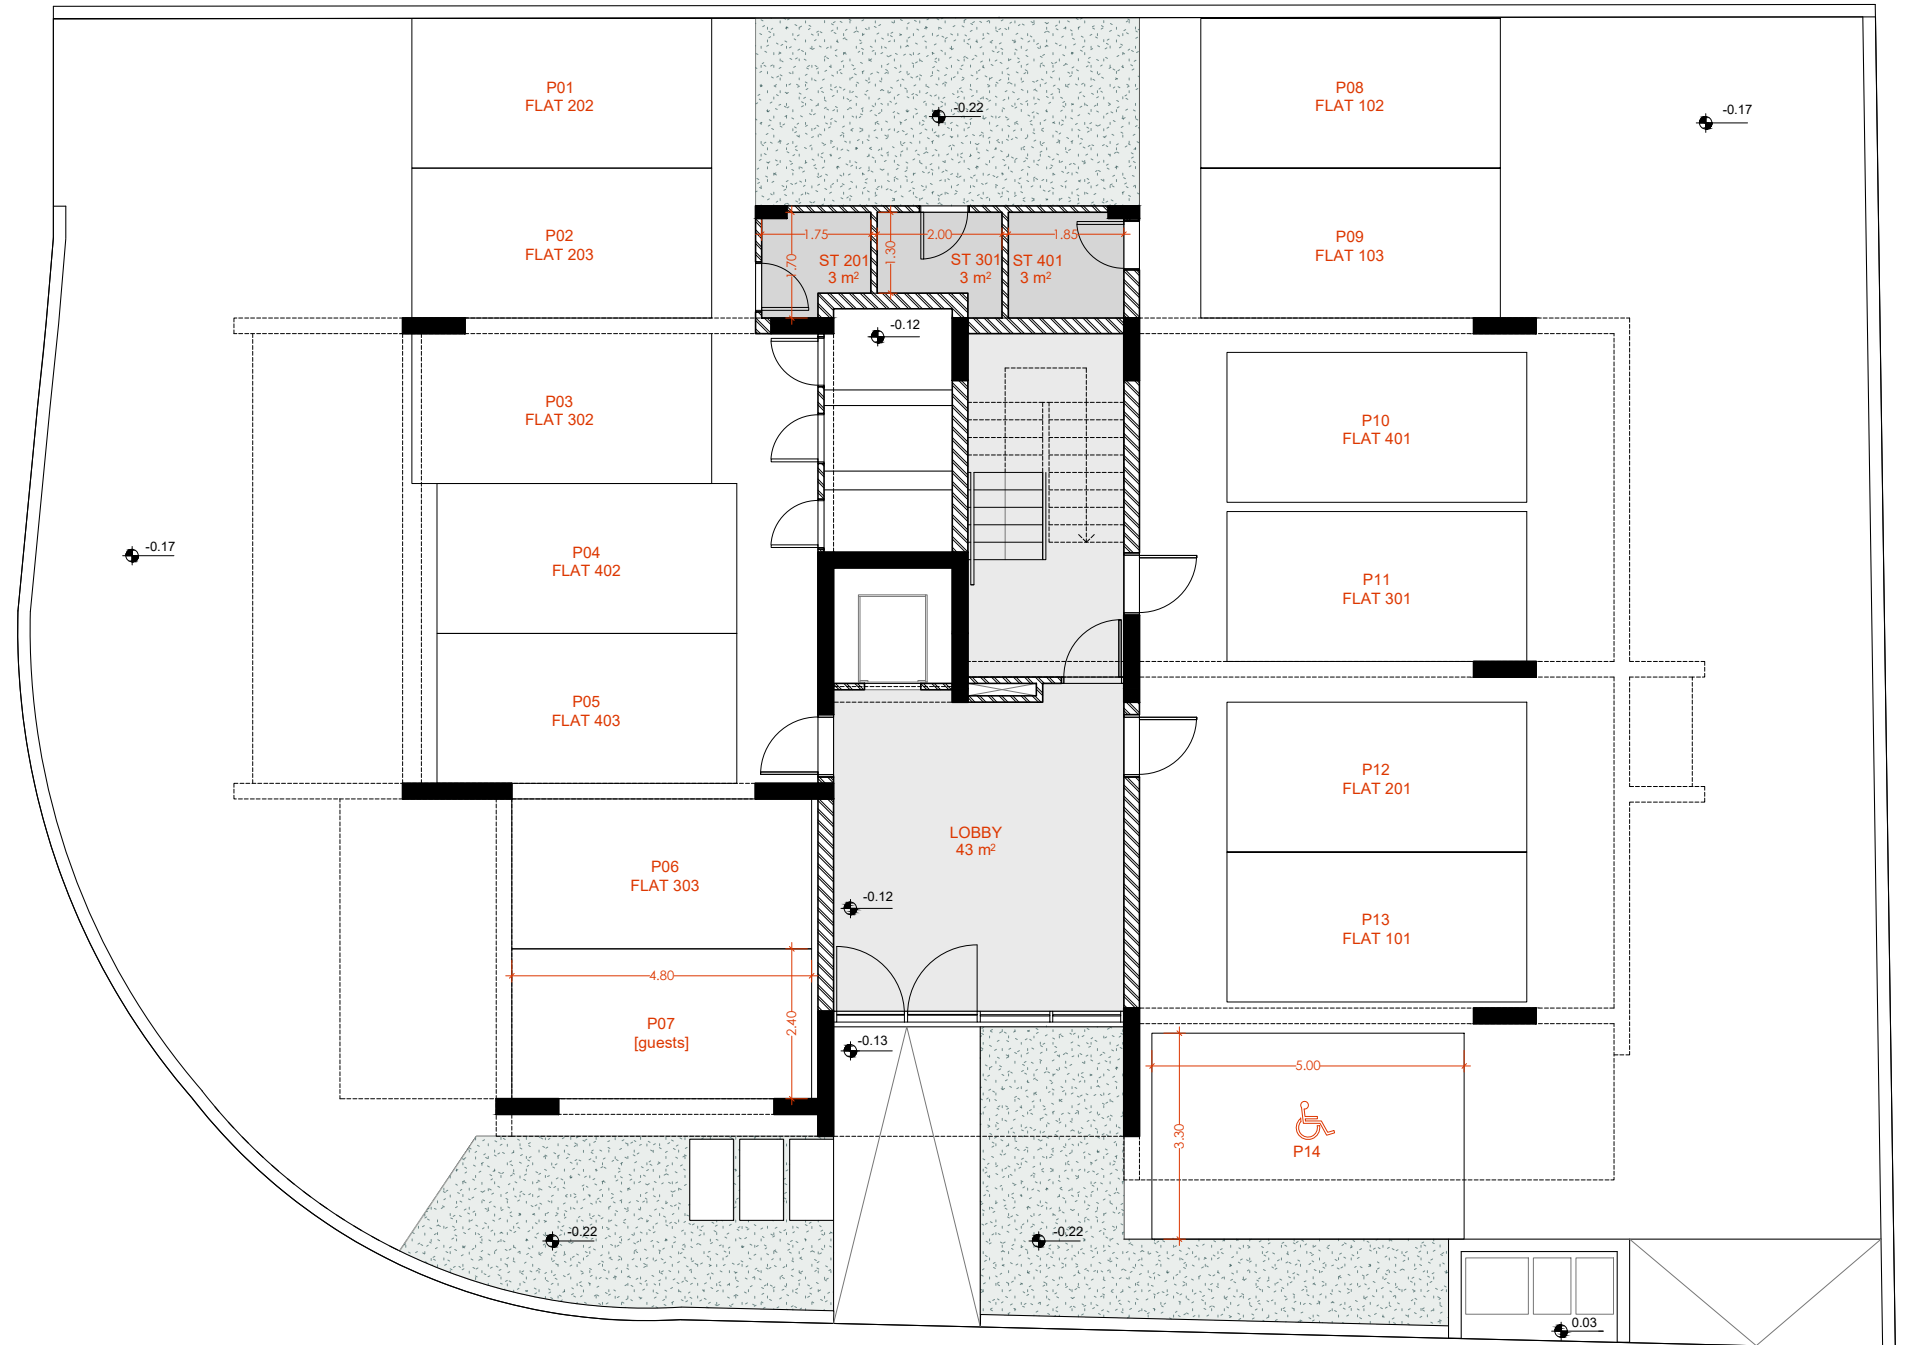 P01
FLAT 202
P08
FLAT 102
-0.22
-0.17
P02
FLAT 203
1.75
2.00
1.85
1.70
1.30
ST 201
3 m²
ST 301
3 m²
ST 401
3 m²
P09
FLAT 103
-0.12
P03
FLAT 302
P10
FLAT 401
-0.17
P04
FLAT 402
P11
FLAT 301
P05
FLAT 403
P12
FLAT 201
LOBBY
43 m²
P06
FLAT 303
-0.12
P13
FLAT 101
4.80
2.40
P07
[guests]
-0.13
5.00
3.30
P14
-0.22
-0.22
0.03